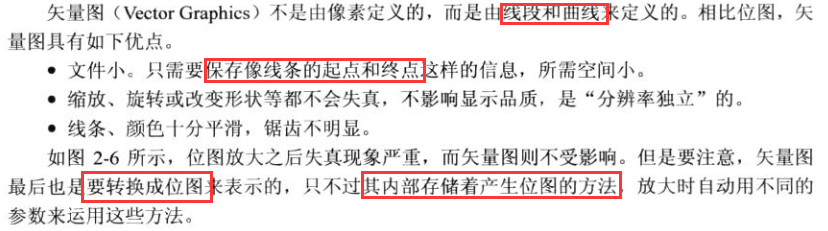 矢量图（Vector Graphics）不是由像素定义的，而是由线段和曲线来定义的。相比位图，矢
量图具有如下优点。
● 文件小。只需要保存像线条的起点和终点这样的信息，所需空间小。
● 缩放、旋转或改变形状等都不会失真，不影响显示品质，是“分辨率独立”的。
● 线条、颜色十分平滑，锯齿不明显。
如图 2-6 所示，位图放大之后失真现象严重，而矢量图则不受影响。但是要注意，矢量图
最后也是要转换成位图来表示的，只不过其内部存储着产生位图的方法，放大时自动用不同的
参数来运用这些方法。